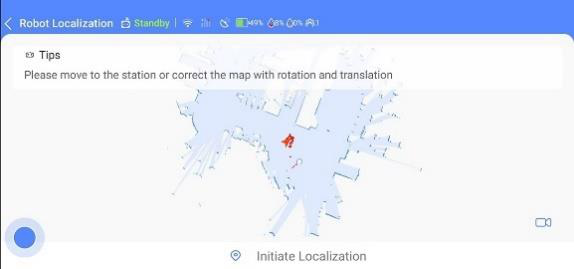 Robot Localization Standby 49% 8% 0% 1
Tips
Please move to the station or correct the map with rotation and translation
Initiate Localization